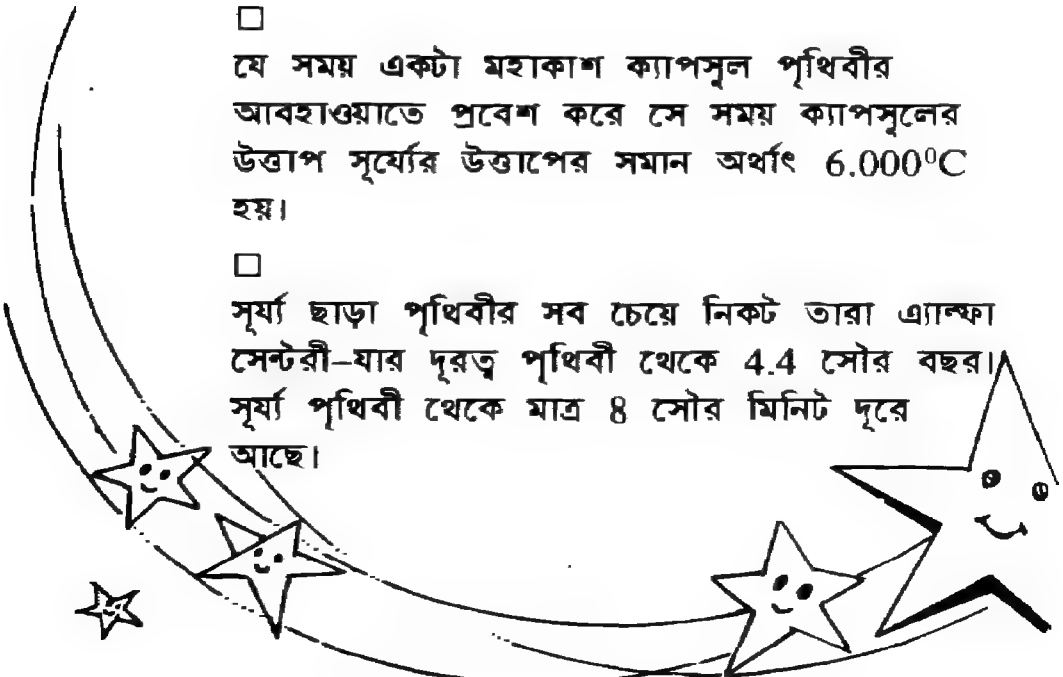 □
যে সময় একটা মহাকাশ ক্যাপসুল পৃথিবীর
আবহাওয়াতে প্রবেশ করে সে সময় ক্যাপসুলের
উত্তাপ সূর্য্যের উত্তাপের সমান অর্থাৎ 6.000⁰C
হয়।
□
সূর্য্য ছাড়া পৃথিবীর সব চেয়ে নিকট তারা এ্যাল্ফা
সেন্টরী–যার দূরত্ব পৃথিবী থেকে 4.4 সৌর বছর।
সূর্য্য পৃথিবী থেকে মাত্র 8 সৌর মিনিট দূরে
আছে।